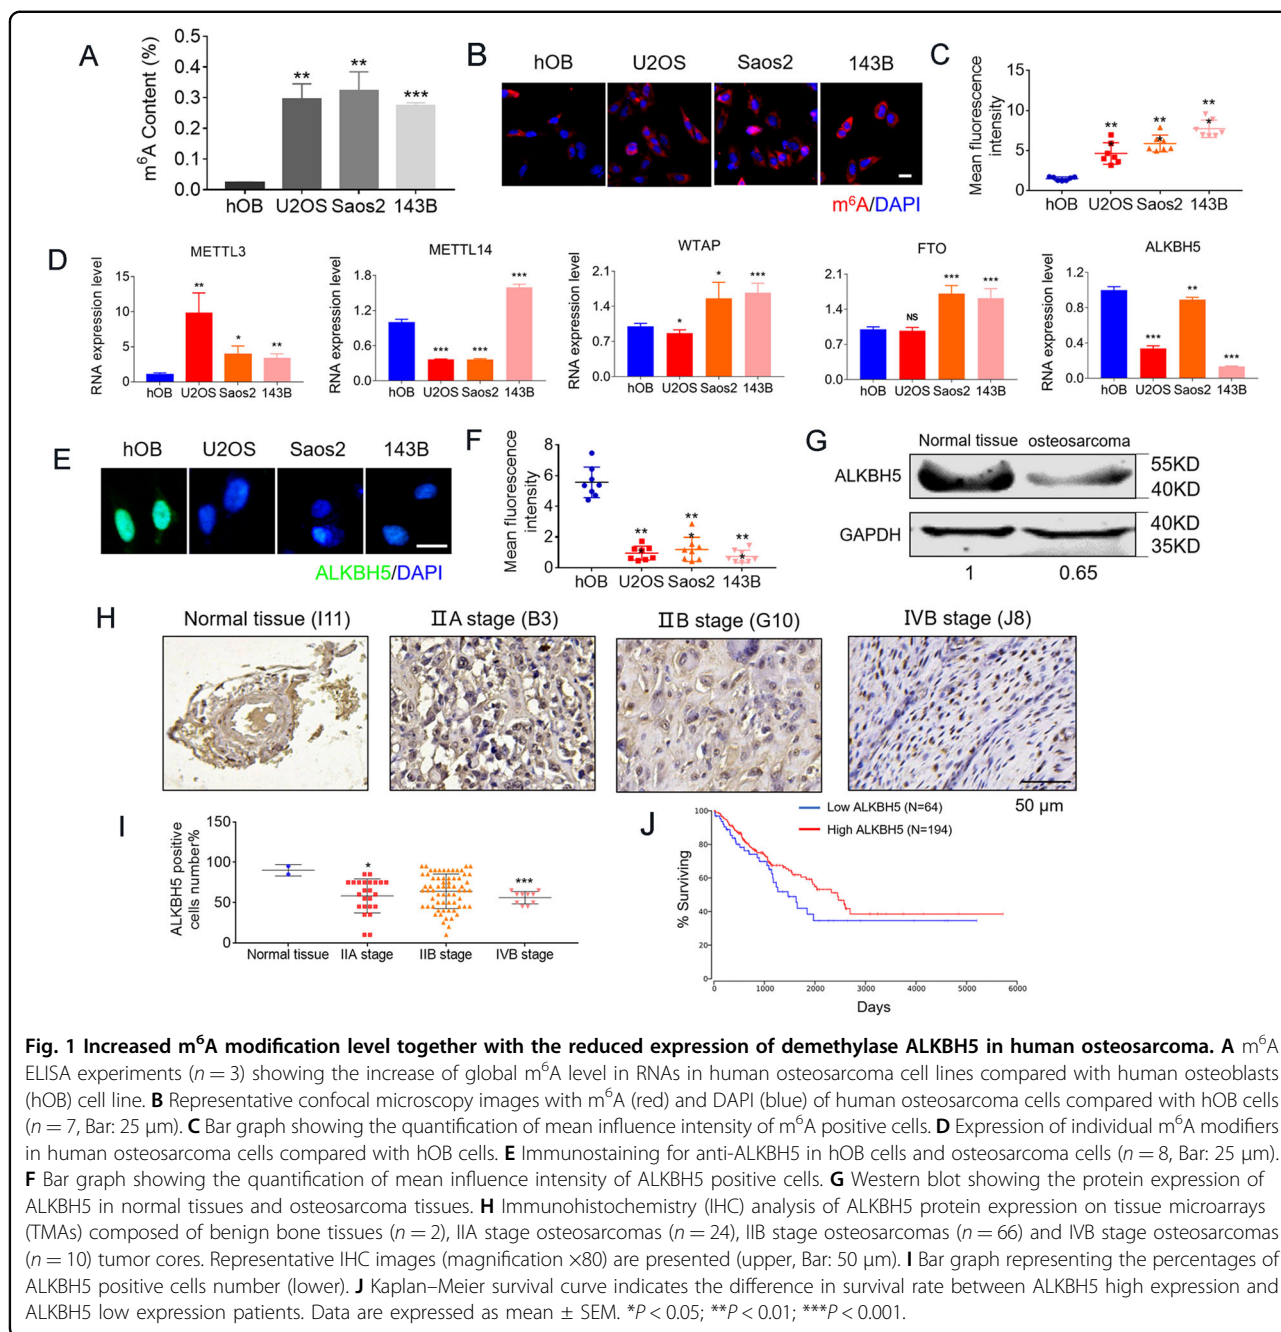 A
m⁶A Content (%)
0.5
0.4
0.3
0.2
0.1
0.0
** ** ***
hOB U2OS Saos2 143B
B
hOB U2OS Saos2 143B
m⁶A/DAPI
C
Mean fluorescence intensity
15
10
5
0
** ** **
* *
hOB U2OS Saos2 143B
D
METTL3
RNA expression level
15
10
5
0
** * **
hOB U2OS Saos2 143B
METTL14
RNA expression level
1.8
1.2
0.6
0.0
*** *** ***
hOB U2OS Saos2 143B
WTAP
RNA expression level
2.1
1.4
0.7
0.0
* * ***
hOB U2OS Saos2 143B
FTO
RNA expression level
2.1
1.4
0.7
0.0
NS *** ***
hOB U2OS Saos2 143B
ALKBH5
RNA expression level
1.2
0.8
0.4
0.0
*** ** ***
hOB U2OS Saos2 143B
E
hOB U2OS Saos2 143B
ALKBH5/DAPI
F
Mean fluorescence intensity
8
6
4
2
0
** ** **
* * *
hOB U2OS Saos2 143B
G
Normal tissue osteosarcoma
ALKBH5
55KD
40KD
GAPDH
40KD
35KD
1 0.65
H
Normal tissue (I11) IIA stage (B3) IIB stage (G10) IVB stage (J8)
50 μm
I
ALKBH5 positive cells number%
150
100
50
0
* ***
Normal tissue IIA stage IIB stage IVB stage
J
Low ALKBH5 (N=64)
High ALKBH5 (N=194)
% Surviving
100
80
60
40
20
0
0 1000 2000 3000 4000 5000 6000
Days
Fig. 1 Increased m⁶A modification level together with the reduced expression of demethylase ALKBH5 in human osteosarcoma. A m⁶A
ELISA experiments (n = 3) showing the increase of global m⁶A level in RNAs in human osteosarcoma cell lines compared with human osteoblasts
(hOB) cell line. B Representative confocal microscopy images with m⁶A (red) and DAPI (blue) of human osteosarcoma cells compared with hOB cells
(n = 7, Bar: 25 μm). C Bar graph showing the quantification of mean influence intensity of m⁶A positive cells. D Expression of individual m⁶A modifiers
in human osteosarcoma cells compared with hOB cells. E Immunostaining for anti-ALKBH5 in hOB cells and osteosarcoma cells (n = 8, Bar: 25 μm).
F Bar graph showing the quantification of mean influence intensity of ALKBH5 positive cells. G Western blot showing the protein expression of
ALKBH5 in normal tissues and osteosarcoma tissues. H Immunohistochemistry (IHC) analysis of ALKBH5 protein expression on tissue microarrays
(TMAs) composed of benign bone tissues (n = 2), IIA stage osteosarcomas (n = 24), IIB stage osteosarcomas (n = 66) and IVB stage osteosarcomas
(n = 10) tumor cores. Representative IHC images (magnification ×80) are presented (upper, Bar: 50 μm). I Bar graph representing the percentages of
ALKBH5 positive cells number (lower). J Kaplan–Meier survival curve indicates the difference in survival rate between ALKBH5 high expression and
ALKBH5 low expression patients. Data are expressed as mean ± SEM. *P < 0.05; **P < 0.01; ***P < 0.001.